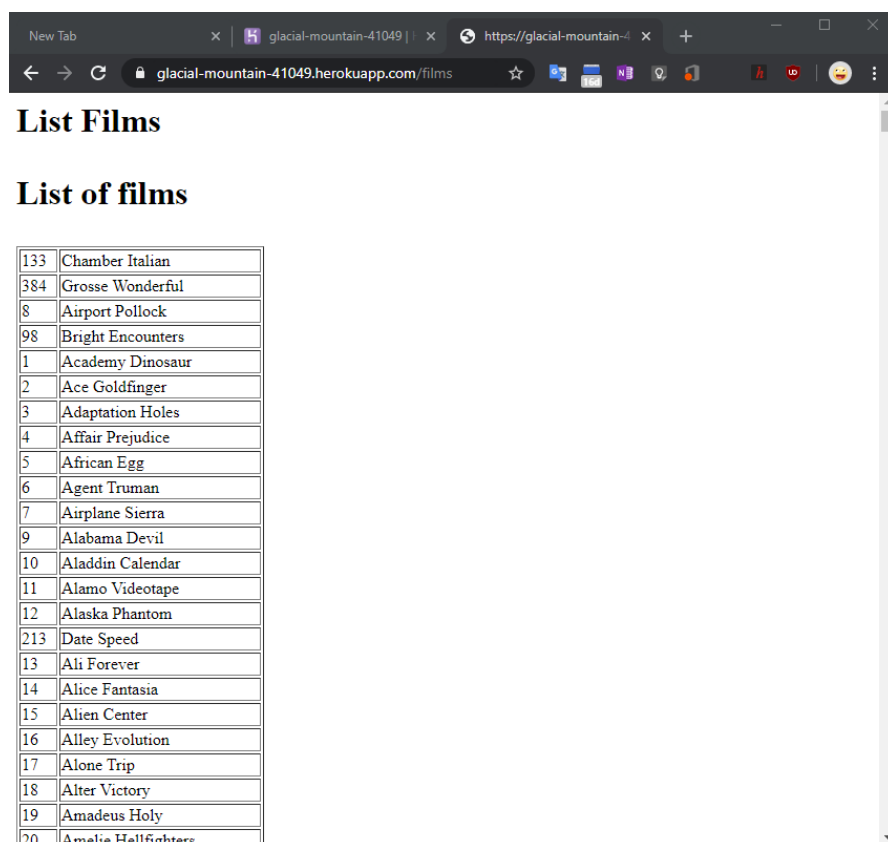 New Tab
glacial-mountain-41049 |
https://glacial-mountain-4
glacial-mountain-41049.herokuapp.com/films
16d
List Films
List of films
133 Chamber Italian
384 Grosse Wonderful
8 Airport Pollock
98 Bright Encounters
1 Academy Dinosaur
2 Ace Goldfinger
3 Adaptation Holes
4 Affair Prejudice
5 African Egg
6 Agent Truman
7 Airplane Sierra
9 Alabama Devil
10 Aladdin Calendar
11 Alamo Videotape
12 Alaska Phantom
213 Date Speed
13 Ali Forever
14 Alice Fantasia
15 Alien Center
16 Alley Evolution
17 Alone Trip
18 Alter Victory
19 Amadeus Holy
20 Amelie Hellfighters